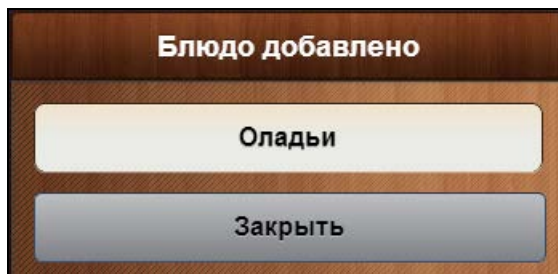 Блюдо добавлено
Оладьи
Закрыть